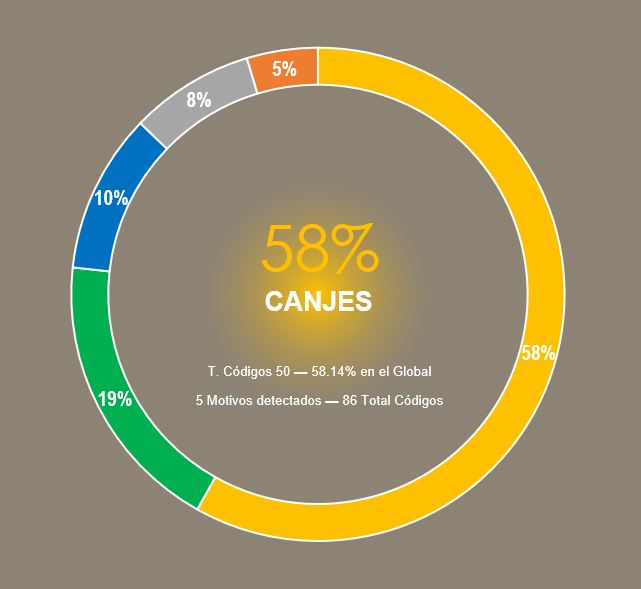 5%
8%
10%
58%
CANJES
58%
T. Códigos 50 — 58.14% en el Global
19%
5 Motivos detectados — 86 Total Códigos